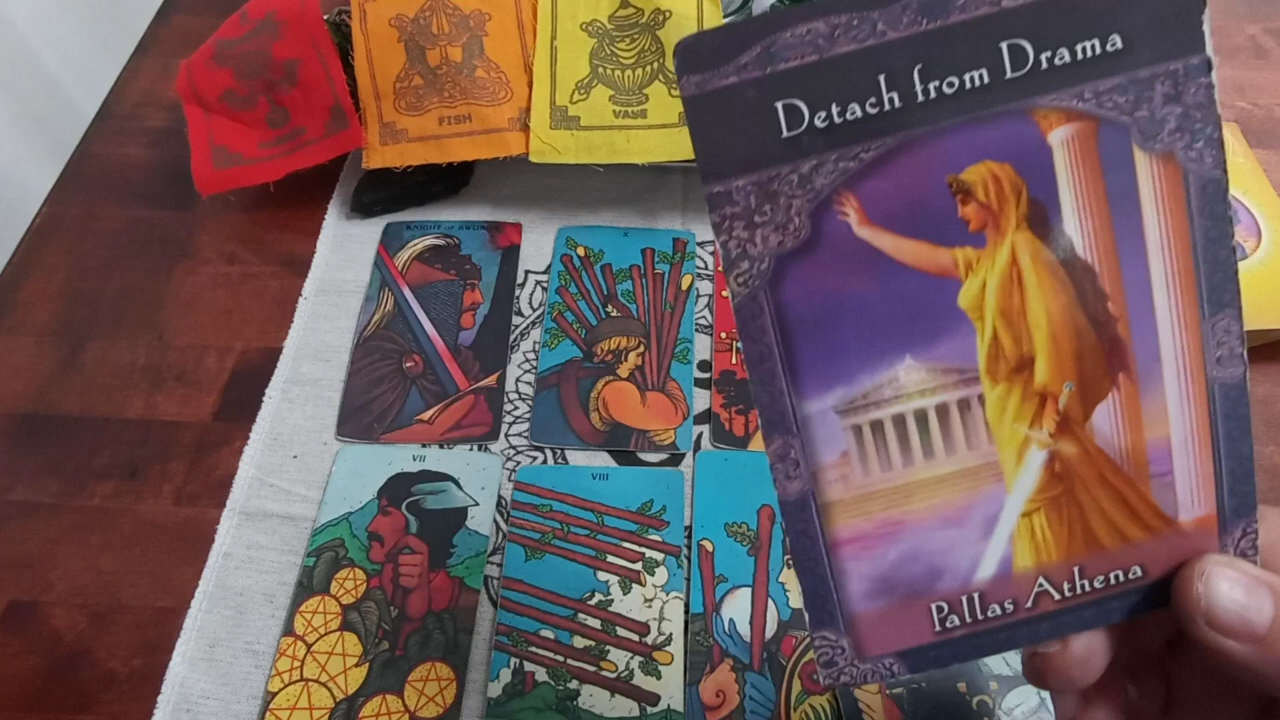 FISH
VASE
Detach from Drama
KNIGHT OF SWORDS
X
VII
VIII
Pallas Athena